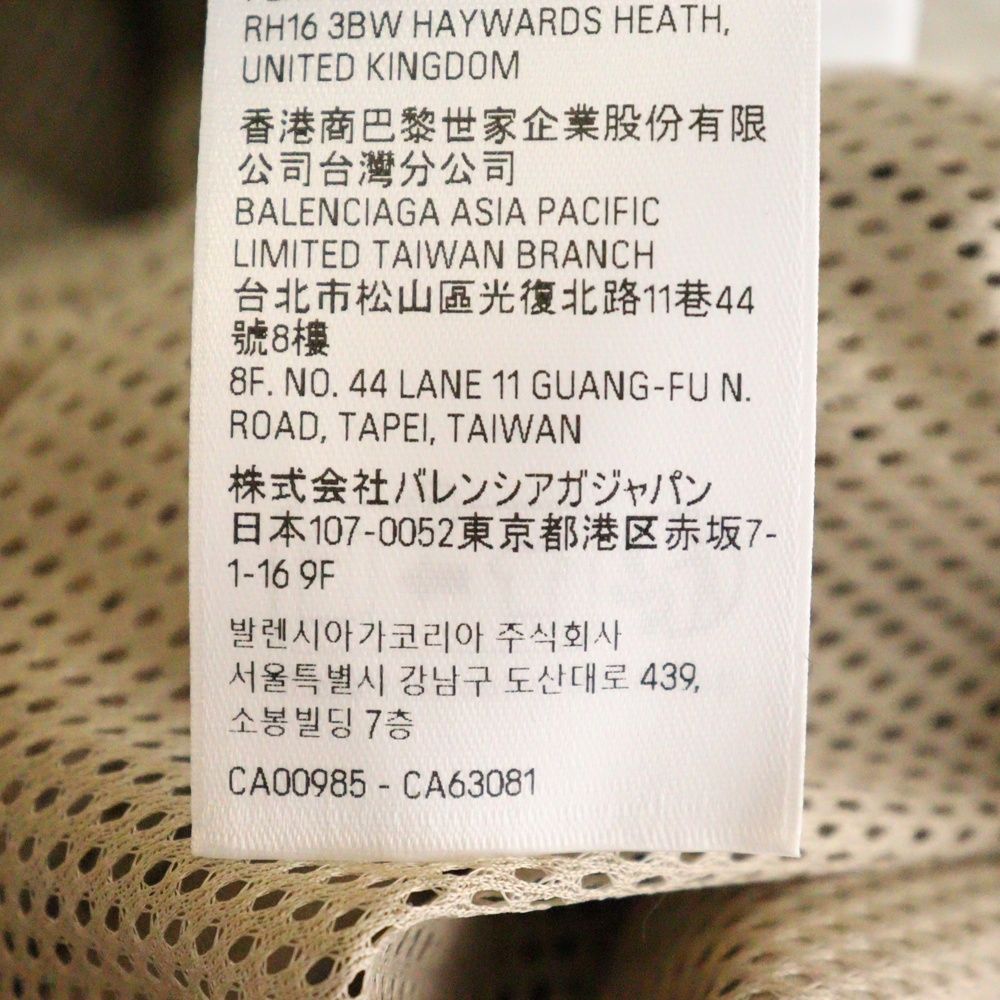 RH16 3BW HAYWARDS HEATH,
UNITED KINGDOM
香港商巴黎世家企業股份有限
公司台灣分公司
BALENCIAGA ASIA PACIFIC
LIMITED TAIWAN BRANCH
台北市松山區光復北路11巷44
號8樓
8F. NO. 44 LANE 11 GUANG-FU N.
ROAD, TAPEI, TAIWAN
株式会社バレンシアガジャパン
日本107-0052東京都港区赤坂7-
1-16 9F
발렌시아가코리아 주식회사
서울특별시 강남구 도산대로 439,
소봉빌딩 7층
CA00985 - CA63081